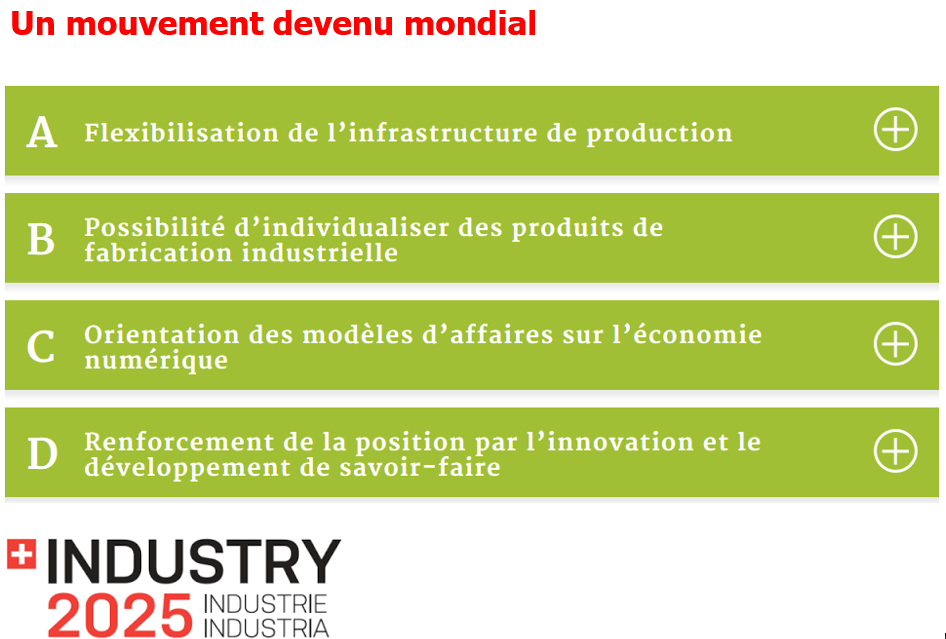 Un mouvement devenu mondial
A Flexibilisation de l’infrastructure de production
B Possibilité d’individualiser des produits de
fabrication industrielle
C Orientation des modèles d’affaires sur l’économie
numérique
D Renforcement de la position par l’innovation et le
développement de savoir-faire
INDUSTRY
2025 INDUSTRIE
INDUSTRIA